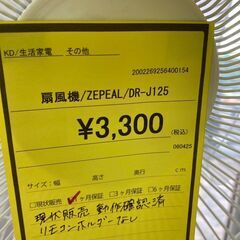 KD/生活家電 その他
2002269256400154
扇風機/ZEPEAL/DR-J125
¥3,300 (税込)
080425
サイズ:幅 高さ 奥行 cm
□現状販売 1ヶ月保証 □3ヶ月保証 □6ヶ月保証
現状販売 動作確認済
リモコンホルダーなし